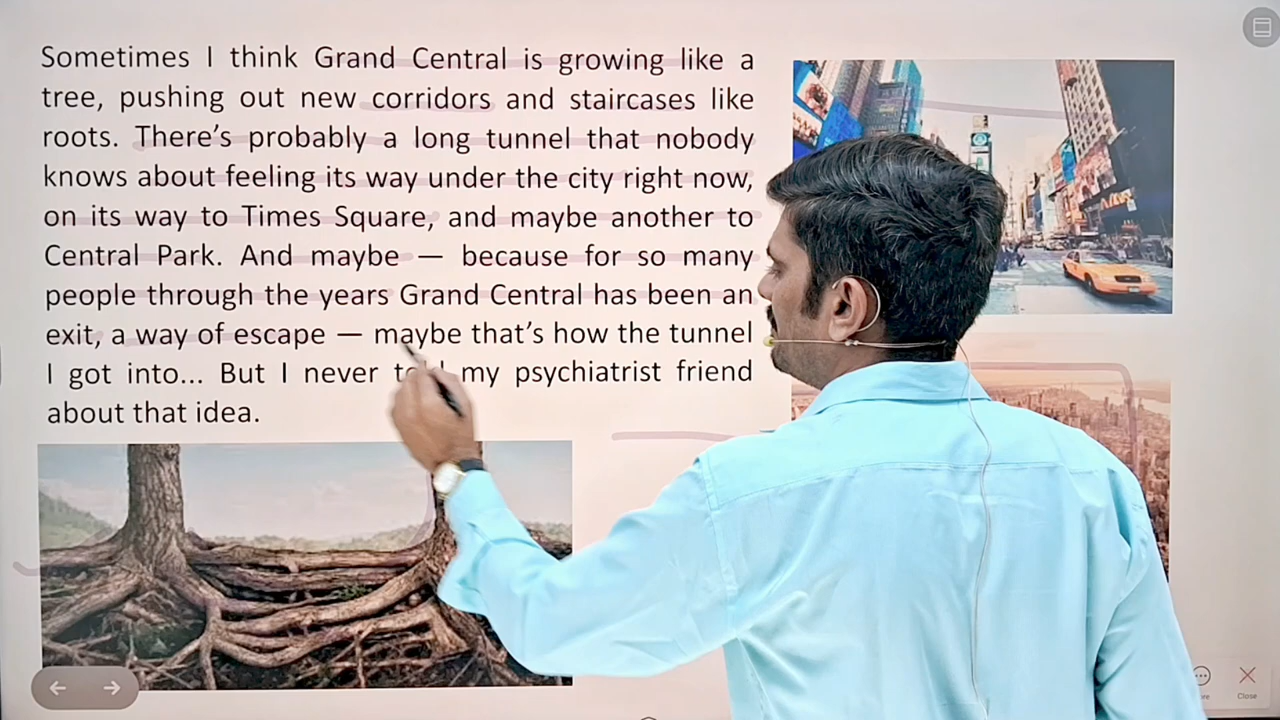 Sometimes I think Grand Central is growing like a
tree, pushing out new corridors and staircases like
roots. There's probably a long tunnel that nobody
knows about feeling its way under the city right now,
on its way to Times Square, and maybe another to
Central Park. And maybe — because for so many
people through the years Grand Central has been an
exit, a way of escape — maybe that's how the tunnel
I got into... But I never my psychiatrist friend
about that idea.
Close